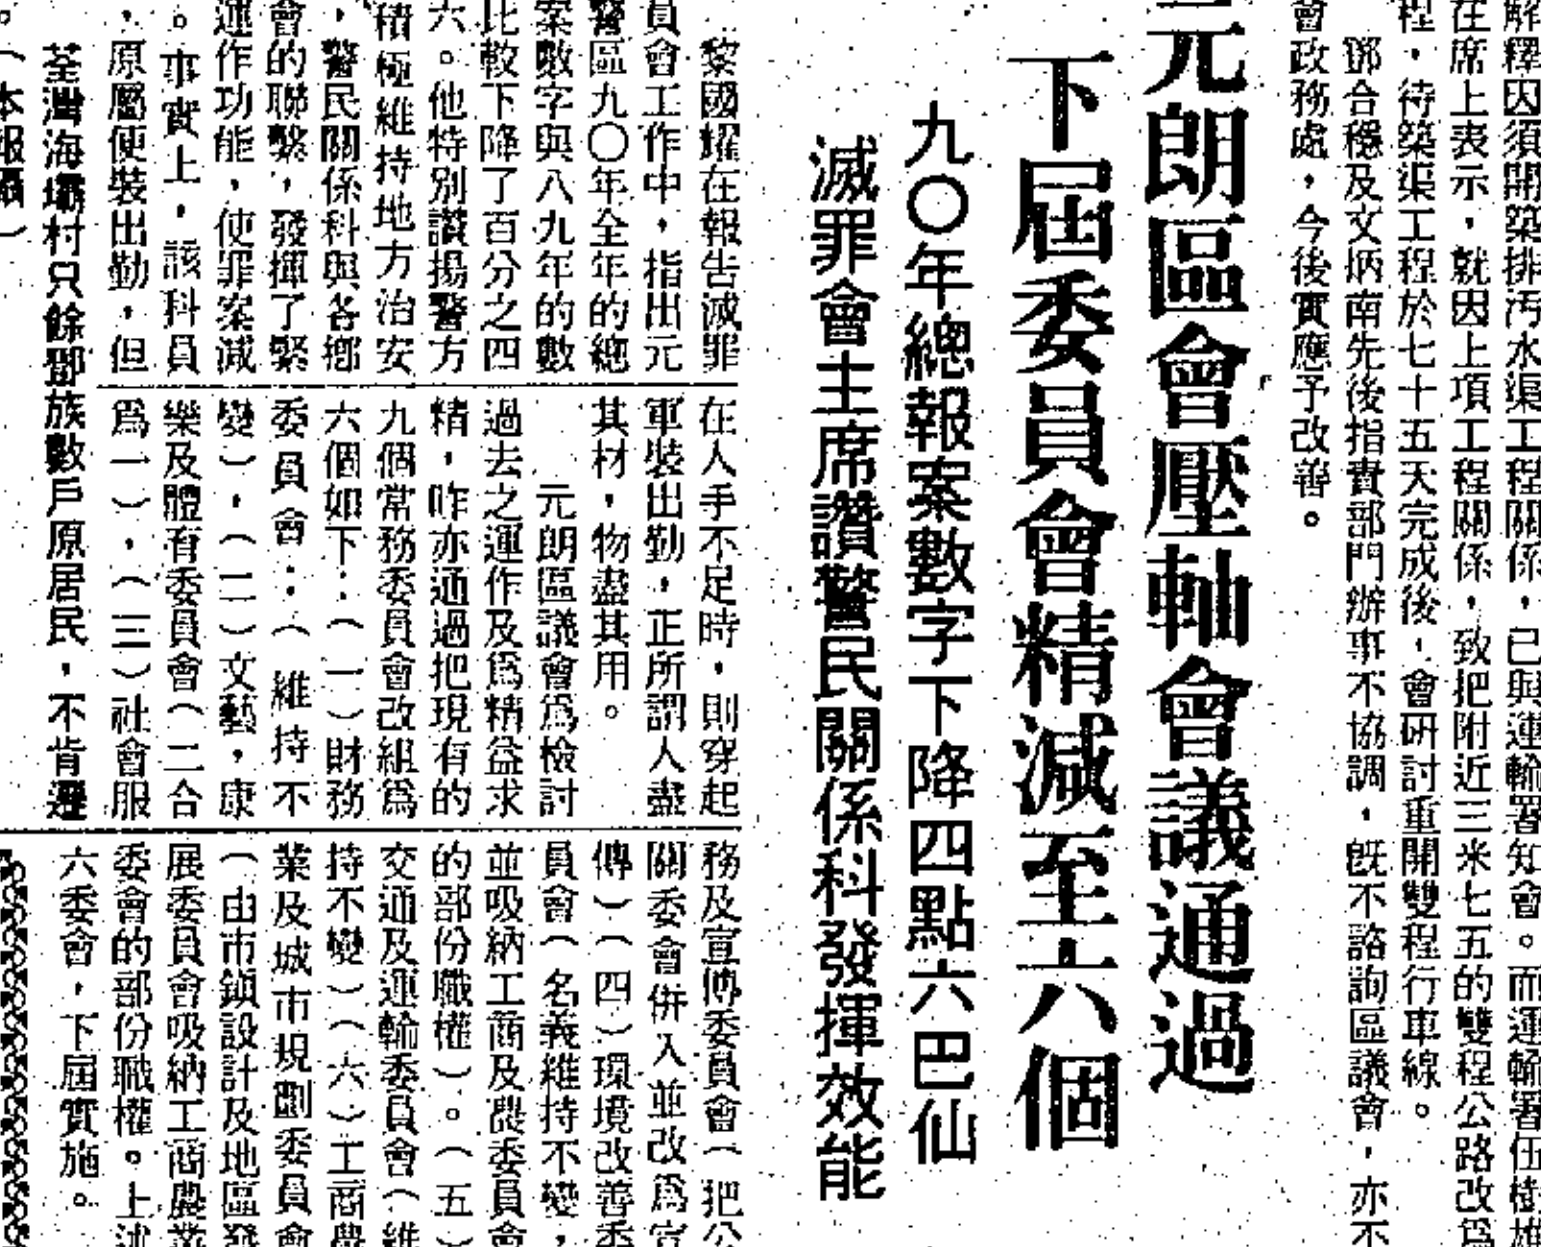 解釋因須開築排污水渠工程關係，已與運輸署知會。而運輸署伍樹雄
在席上表示，就因上項工程關係，致把附近三米七五的雙程公路改爲
程，待築渠工程於七十五天完成後，會研討重開雙程行車線。
鄧合穩及文炳南先後指責部門辦事不協調，既不諮詢區議會，亦不
會政務處，今後實應予改善。
元朗區會壓軸會議通過
下屆委員會精減至六個
九〇年總報案數字下降四點六巴仙
滅罪會主席讚警民關係科發揮效能
黎國耀在報告滅罪
員會工作中，指出元
警區九〇年全年的總
案數字與八九年的數
比較下降了百分之四
六。他特別讚揚警方
積極維持地方治安
，警民關係科與各鄉
會的聯繫，發揮了緊
運作功能，使罪案減
。事實上，該科員
，原屬便裝出勤，但
在人手不足時，則穿起
軍裝出勤，正所謂人盡
其材，物盡其用。
元朗區議會爲檢討
過去之運作及爲精益求
精，昨亦通過把現有的
九個常務委員會改組爲
六個如下：（一）財務
委員會：（維持不
變），（二）文藝，康
樂及體育委員會（二合
爲一），（三）社會服
務及宣傳委員會（把公
關委會併入並改爲宣
傳）（四）環境改善委
員會（名義維持不變，
並吸納工商及農委員會
的部份職權）。（五）
交通及運輸委員會（維
持不變）（六）工商農
業及城市規劃委員會
（由市鎮設計及地區發
展委員會吸納工商農業
委會的部份職權。上述
六委會，下屆實施。
荃灣海壩村只餘鄧族數戶原居民，不肯遷
。（本報攝）